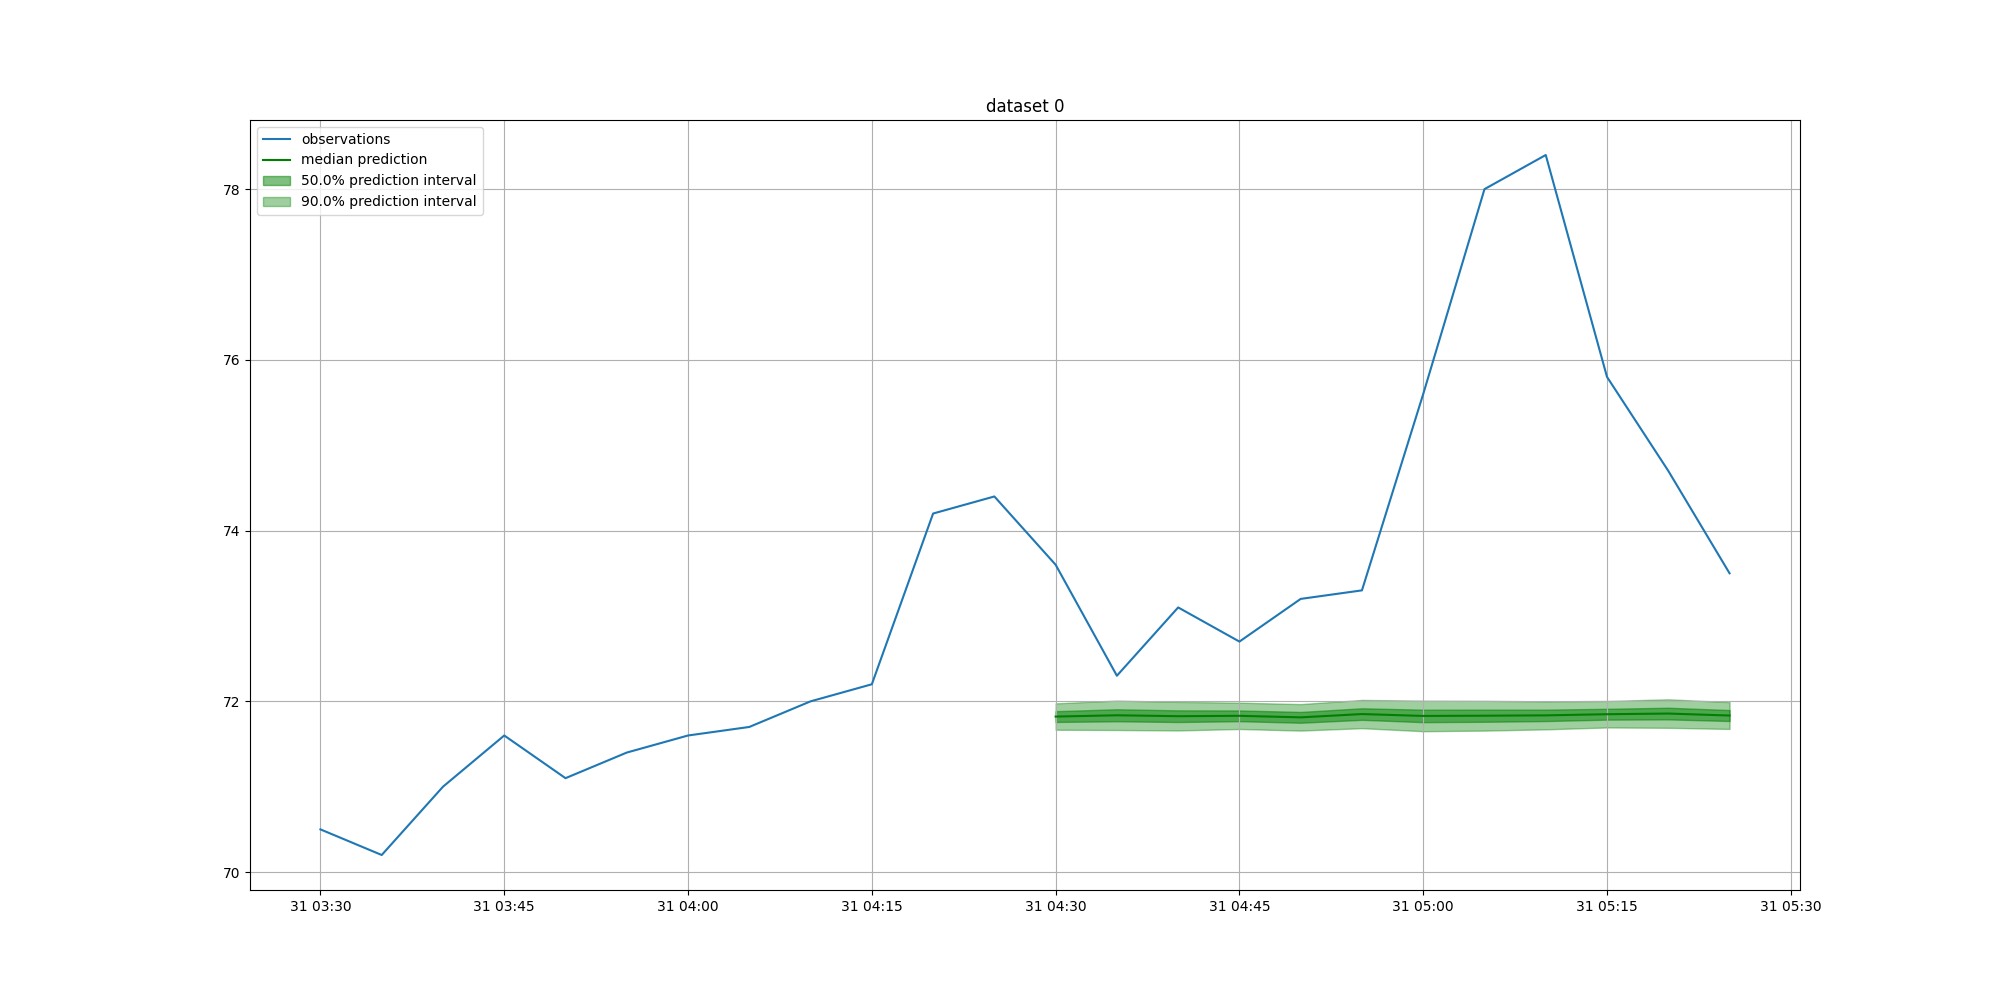 dataset 0
observations
median prediction
50.0% prediction interval
90.0% prediction interval
78
76
74
72
70
31 03:30 31 03:45 31 04:00 31 04:15 31 04:30 31 04:45 31 05:00 31 05:15 31 05:30